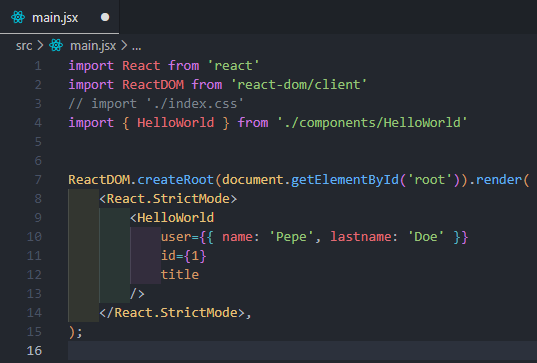 main.jsx
src > main.jsx > ...
1 import React from 'react'
2 import ReactDOM from 'react-dom/client'
3 // import './index.css'
4 import { HelloWorld } from './components/HelloWorld'
5
6
7 ReactDOM.createRoot(document.getElementById('root')).render(
8     <React.StrictMode>
9         <HelloWorld
10             user={{ name: 'Pepe', lastname: 'Doe' }}
11             id={1}
12             title
13         />
14     </React.StrictMode>,
15 );
16